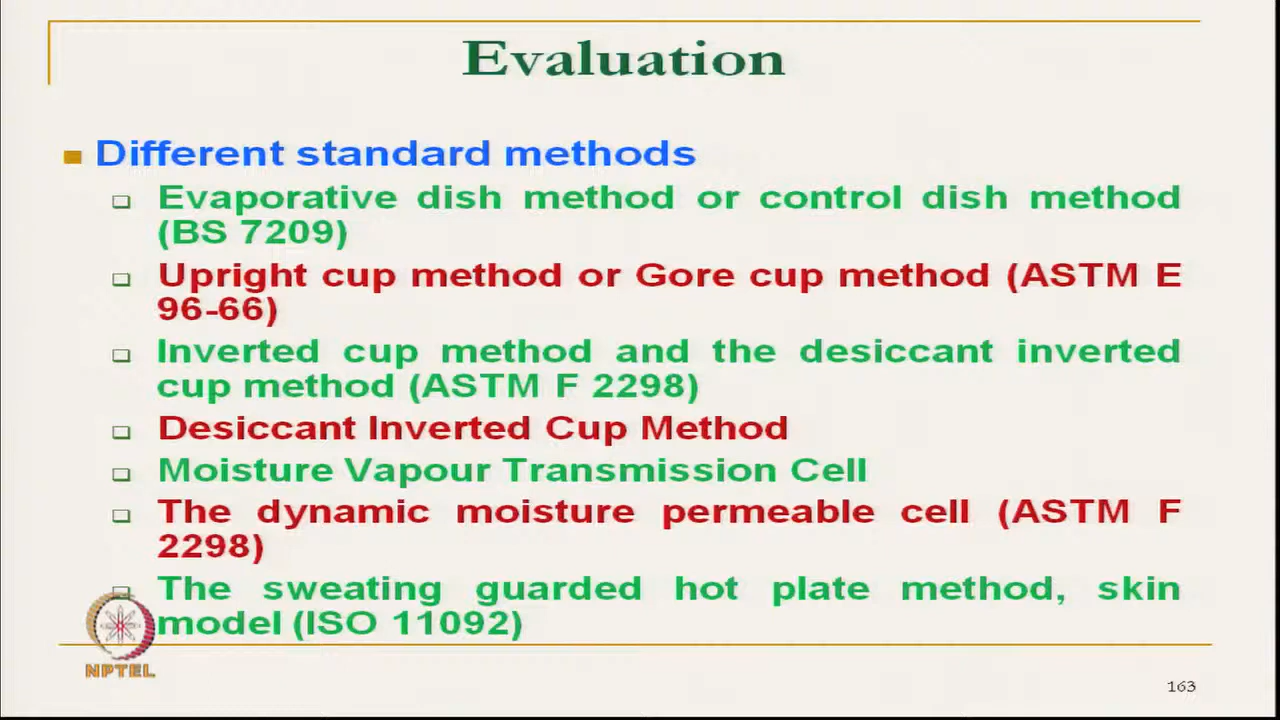 Evaluation
Different standard methods
Evaporative dish method or control dish method
(BS 7209)
Upright cup method or Gore cup method (ASTM E
96-66)
Inverted cup method and the desiccant inverted
cup method (ASTM F 2298)
Desiccant Inverted Cup Method
Moisture Vapour Transmission Cell
The dynamic moisture permeable cell (ASTM F
2298)
The sweating guarded hot plate method, skin
model (ISO 11092)
NPTEL
163